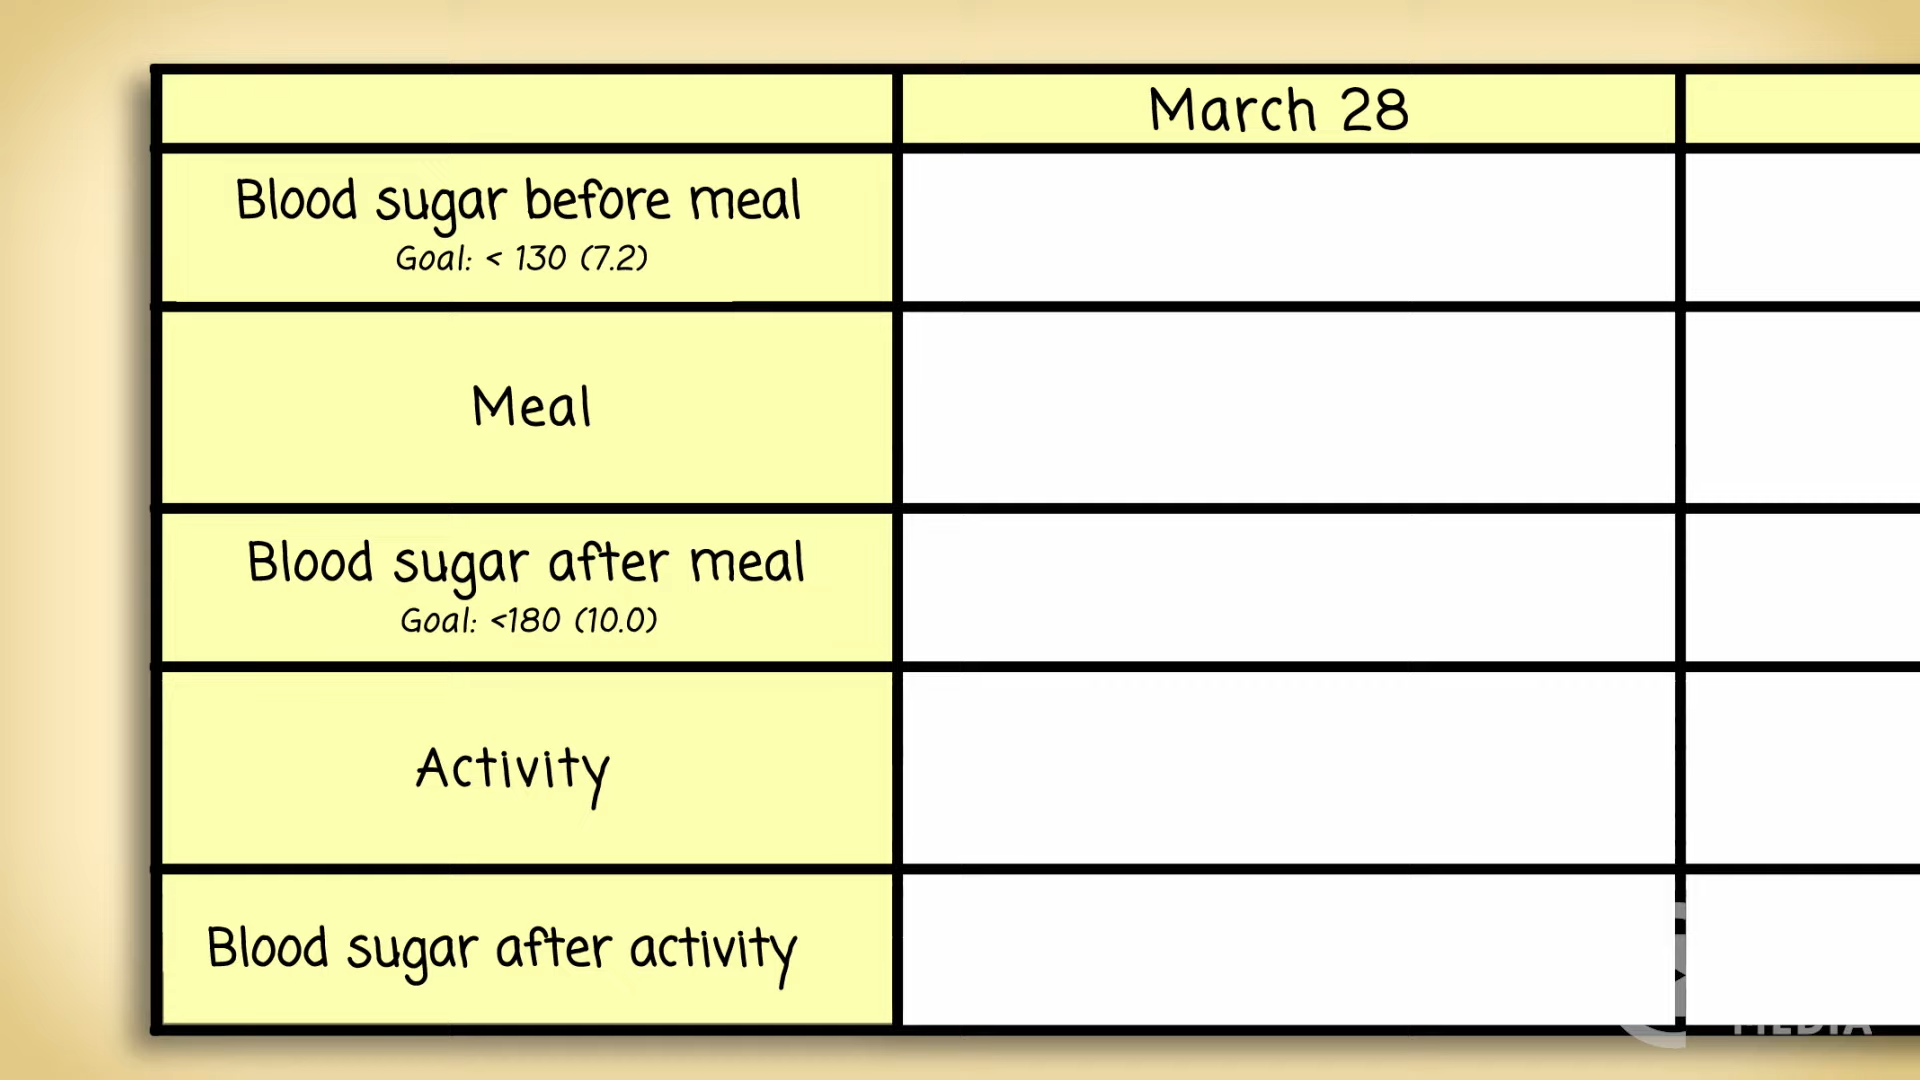 March 28
Blood sugar before meal
Goal: < 130 (7.2)
Meal
Blood sugar after meal
Goal: <180 (10.0)
Activity
Blood sugar after activity
MEDIA